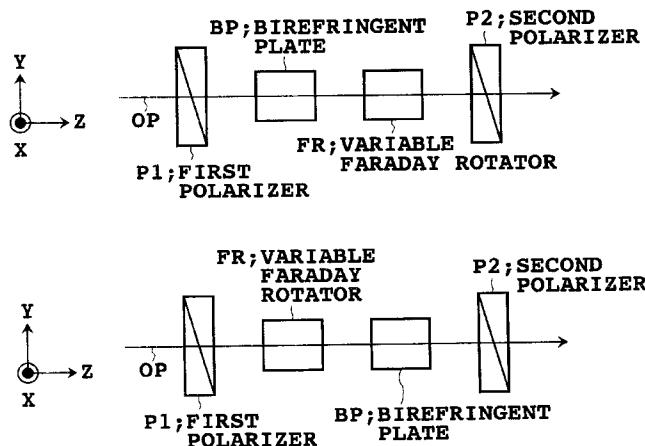 P2;SECOND
POLARIZER
BP;BIREFRINGENT
PLATE
Y
Z
X
OP
FR;VARIABLE
FARADAY ROTATOR
P1;FIRST
POLARIZER
FR;VARIABLE
FARADAY
ROTATOR
P2;SECOND
POLARIZER
Y
Z
X
OP
P1;FIRST
POLARIZER
BP;BIREFRINGENT
PLATE